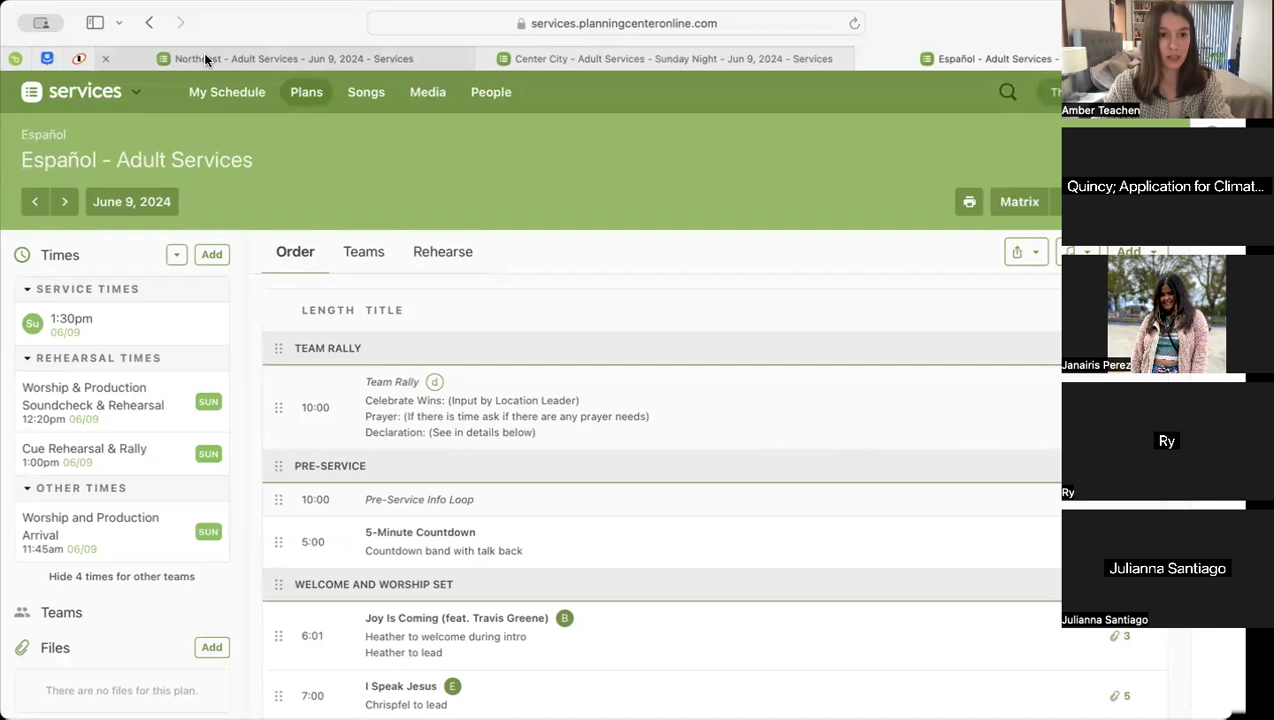 services.planningcenteronline.com
Northeast - Adult Services - Jun 9, 2024 - Services
Center City - Adult Services - Sunday Night - Jun 9, 2024 - Services
Español - Adult Services -
services
My Schedule
Plans
Songs
Media
People
Th
Español
Español - Adult Services
June 9, 2024
Matrix
Times
Add
Order
Teams
Rehearse
Add
SERVICE TIMES
Su
1:30pm
06/09
REHEARSAL TIMES
Worship & Production
Soundcheck & Rehearsal
12:20pm 06/09
SUN
Cue Rehearsal & Rally
1:00pm 06/09
SUN
OTHER TIMES
Worship and Production
Arrival
11:45am 06/09
SUN
Hide 4 times for other teams
Teams
Files
Add
There are no files for this plan.
LENGTH TITLE
TEAM RALLY
10:00
Team Rally d
Celebrate Wins: (Input by Location Leader)
Prayer: (If there is time ask if there are any prayer needs)
Declaration: (See in details below)
PRE-SERVICE
10:00 Pre-Service Info Loop
5:00
5-Minute Countdown
Countdown band with talk back
WELCOME AND WORSHIP SET
6:01
Joy Is Coming (feat. Travis Greene) B
Heather to welcome during intro
Heather to lead
3
7:00
I Speak Jesus E
Chrispfel to lead
5
Amber Teachen
Quincy; Application for Climat...
Janairis Perez
Ry
Ry
Julianna Santiago
Julianna Santiago